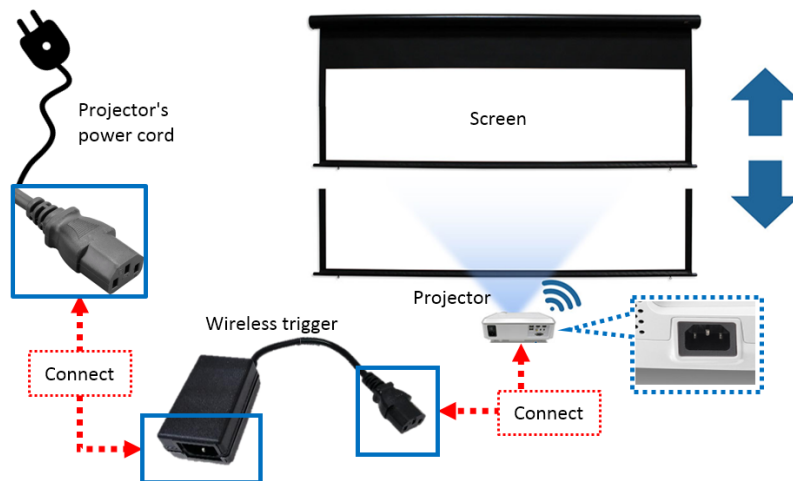 Projector's
power cord
Screen
Projector
Wireless trigger
Connect
Connect